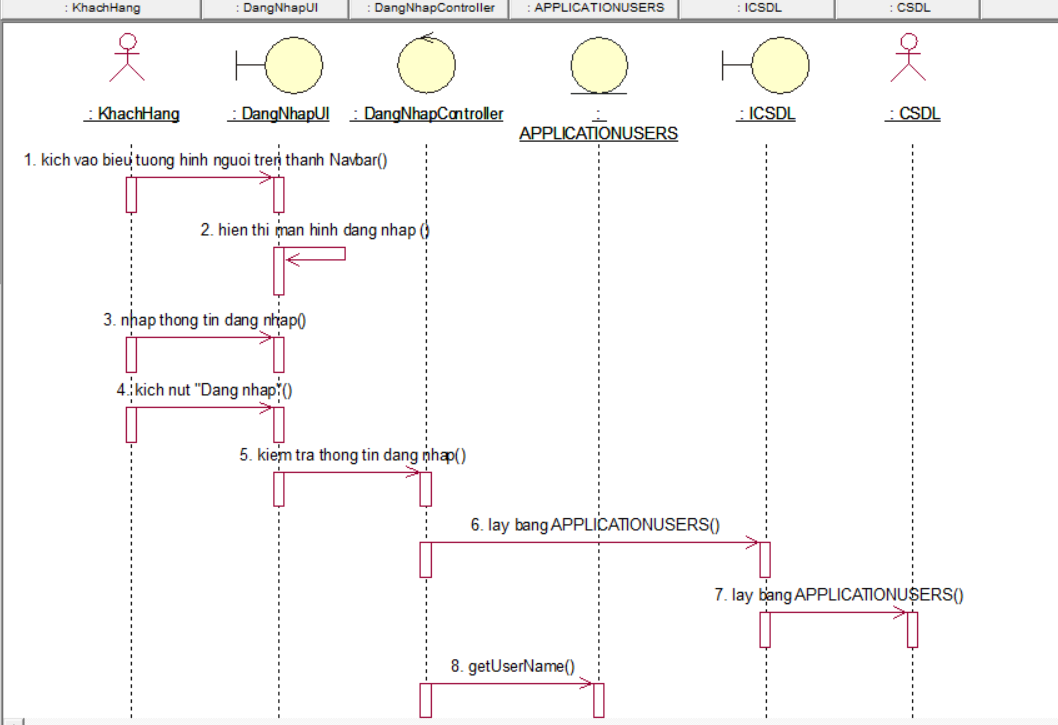 : KhachHang
: DangNhapUI
: DangNhapController
: APPLICATIONUSERS
: ICSDL
: CSDL
: KhachHang
: DangNhapUI
: DangNhapController
:
APPLICATIONUSERS
: ICSDL
: CSDL
1. kich vao bieu tuong hinh nguoi tren thanh Navbar()
2. hien thi man hinh dang nhap ()
3. nhap thong tin dang nhap()
4. kich nut "Dang nhap"()
5. kiem tra thong tin dang nhap()
6. lay bang APPLICATIONUSERS()
7. lay bang APPLICATIONUSERS()
8. getUserName()